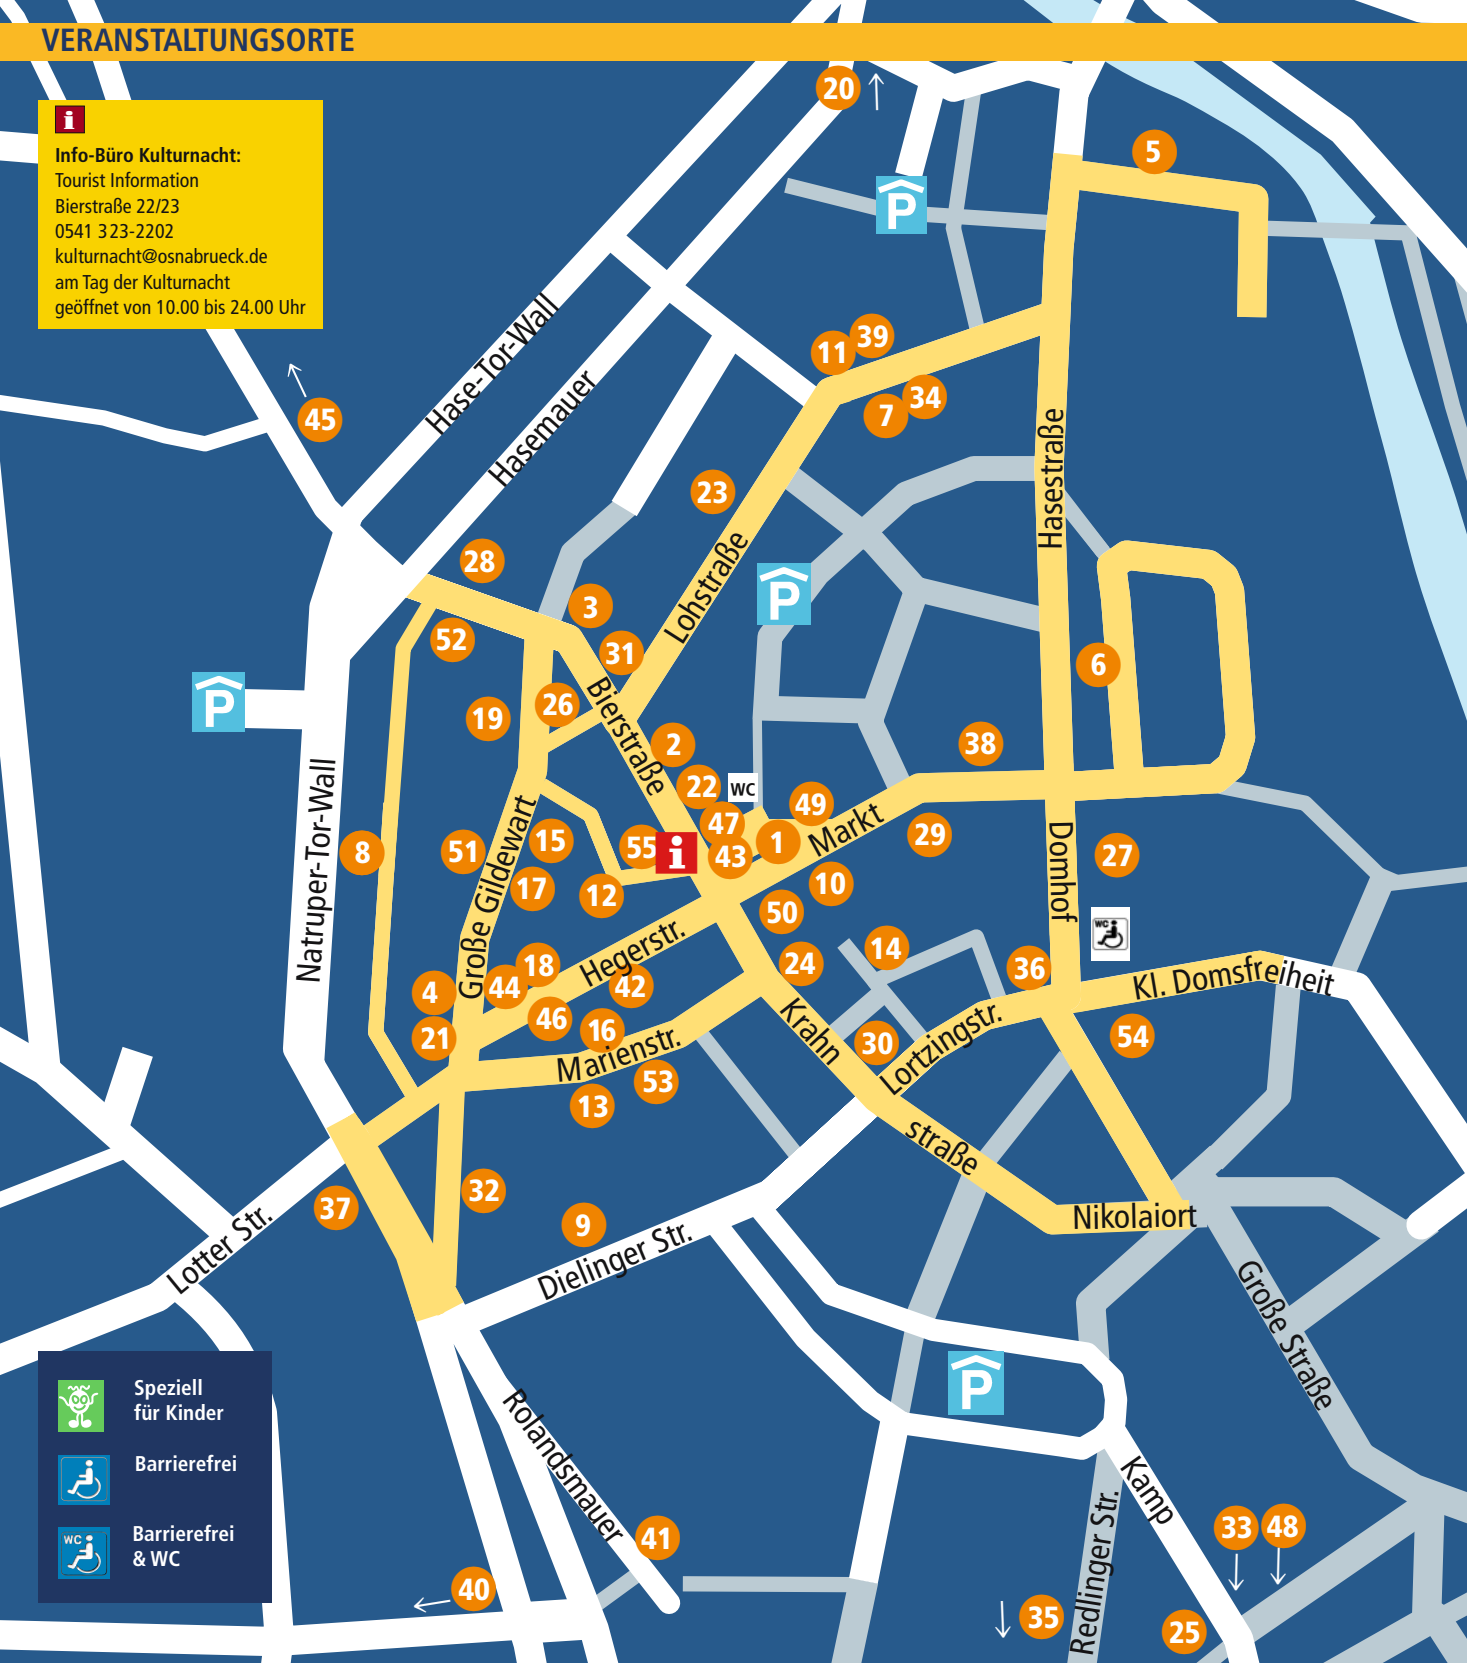 VERANSTALTUNGSORTE
i
Info-Büro Kulturnacht:
Tourist Information
Bierstraße 22/23
0541 323-2202
kulturnacht@osnabrueck.de
am Tag der Kulturnacht
geöffnet von 10.00 bis 24.00 Uhr
20
5
P
45
Hase-Tor-Wall
Hasemauer
11
39
7
34
23
Hasestraße
28
3
Lohstraße
P
52
31
6
P
19
26
Bierstraße
2
38
22
WC
49
Natruper-Tor-Wall
8
51
Große Gildewart
15
55
i
47
43
1
Markt
29
Domhof
27
17
12
10
50
WC
18
Hegerstr.
24
14
36
Kl. Domsfreiheit
4
44
42
21
46
16
Marienstr.
Krahn
30
Lortzingstr.
54
53
13
straße
37
32
9
Nikolaiort
Lotter Str.
Dielinger Str.
Große Straße
P
Speziell
für Kinder
Barrierefrei
WC
Barrierefrei
& WC
Rolandsmauer
41
40
Kamp
Redlinger Str.
33
48
35
25